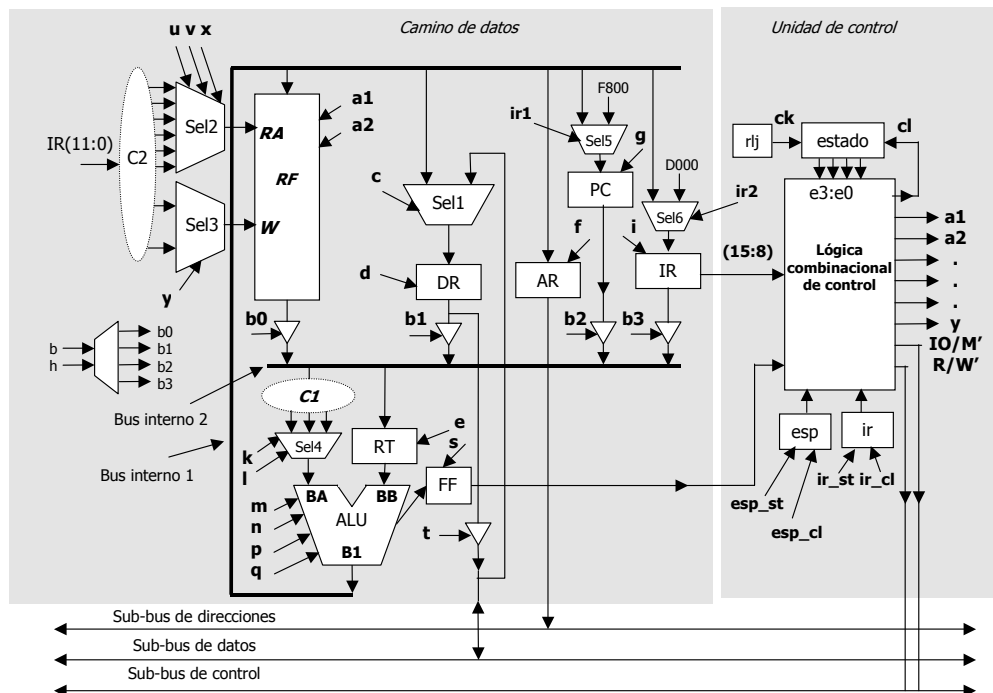 Camino de datos
Unidad de control
u v x
IR(11:0)
C2
Sel2
Sel3
y
RA
RF
W
a1
a2
c
Sel1
d
DR
F800
ir1
Sel5
g
PC
D000
Sel6
ir2
f
i
AR
IR
(15:8)
ck
cl
rlj
estado
e3:e0
Lógica
combinacional
de control
a1
a2
.
.
.
y
IO/M’
R/W’
b0
b1
b2
b3
b
h
b0
b1
b2
b3
Bus interno 2
Bus interno 1
C1
k
l
Sel4
RT
e
s
FF
m
n
p
q
BA
BB
ALU
B1
t
esp
ir
esp_st
esp_cl
ir_st
ir_cl
Sub-bus de direcciones
Sub-bus de datos
Sub-bus de control